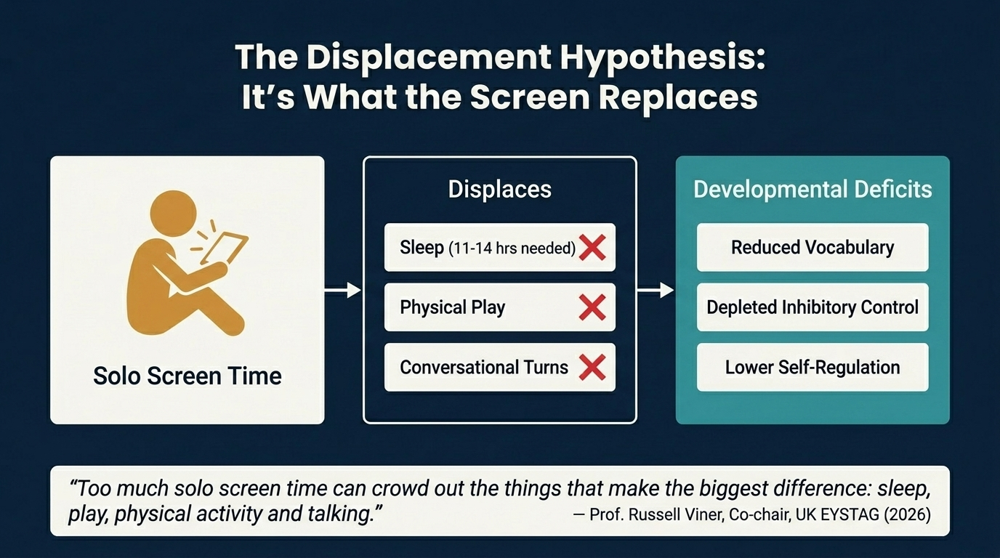 The Displacement Hypothesis:
It’s What the Screen Replaces
Solo Screen Time
Displaces
Sleep (11-14 hrs needed)
Physical Play
Conversational Turns
Developmental Deficits
Reduced Vocabulary
Depleted Inhibitory Control
Lower Self-Regulation
“Too much solo screen time can crowd out the things that make the biggest difference: sleep,
play, physical activity and talking.”
— Prof. Russell Viner, Co-chair, UK EYSTAG (2026)